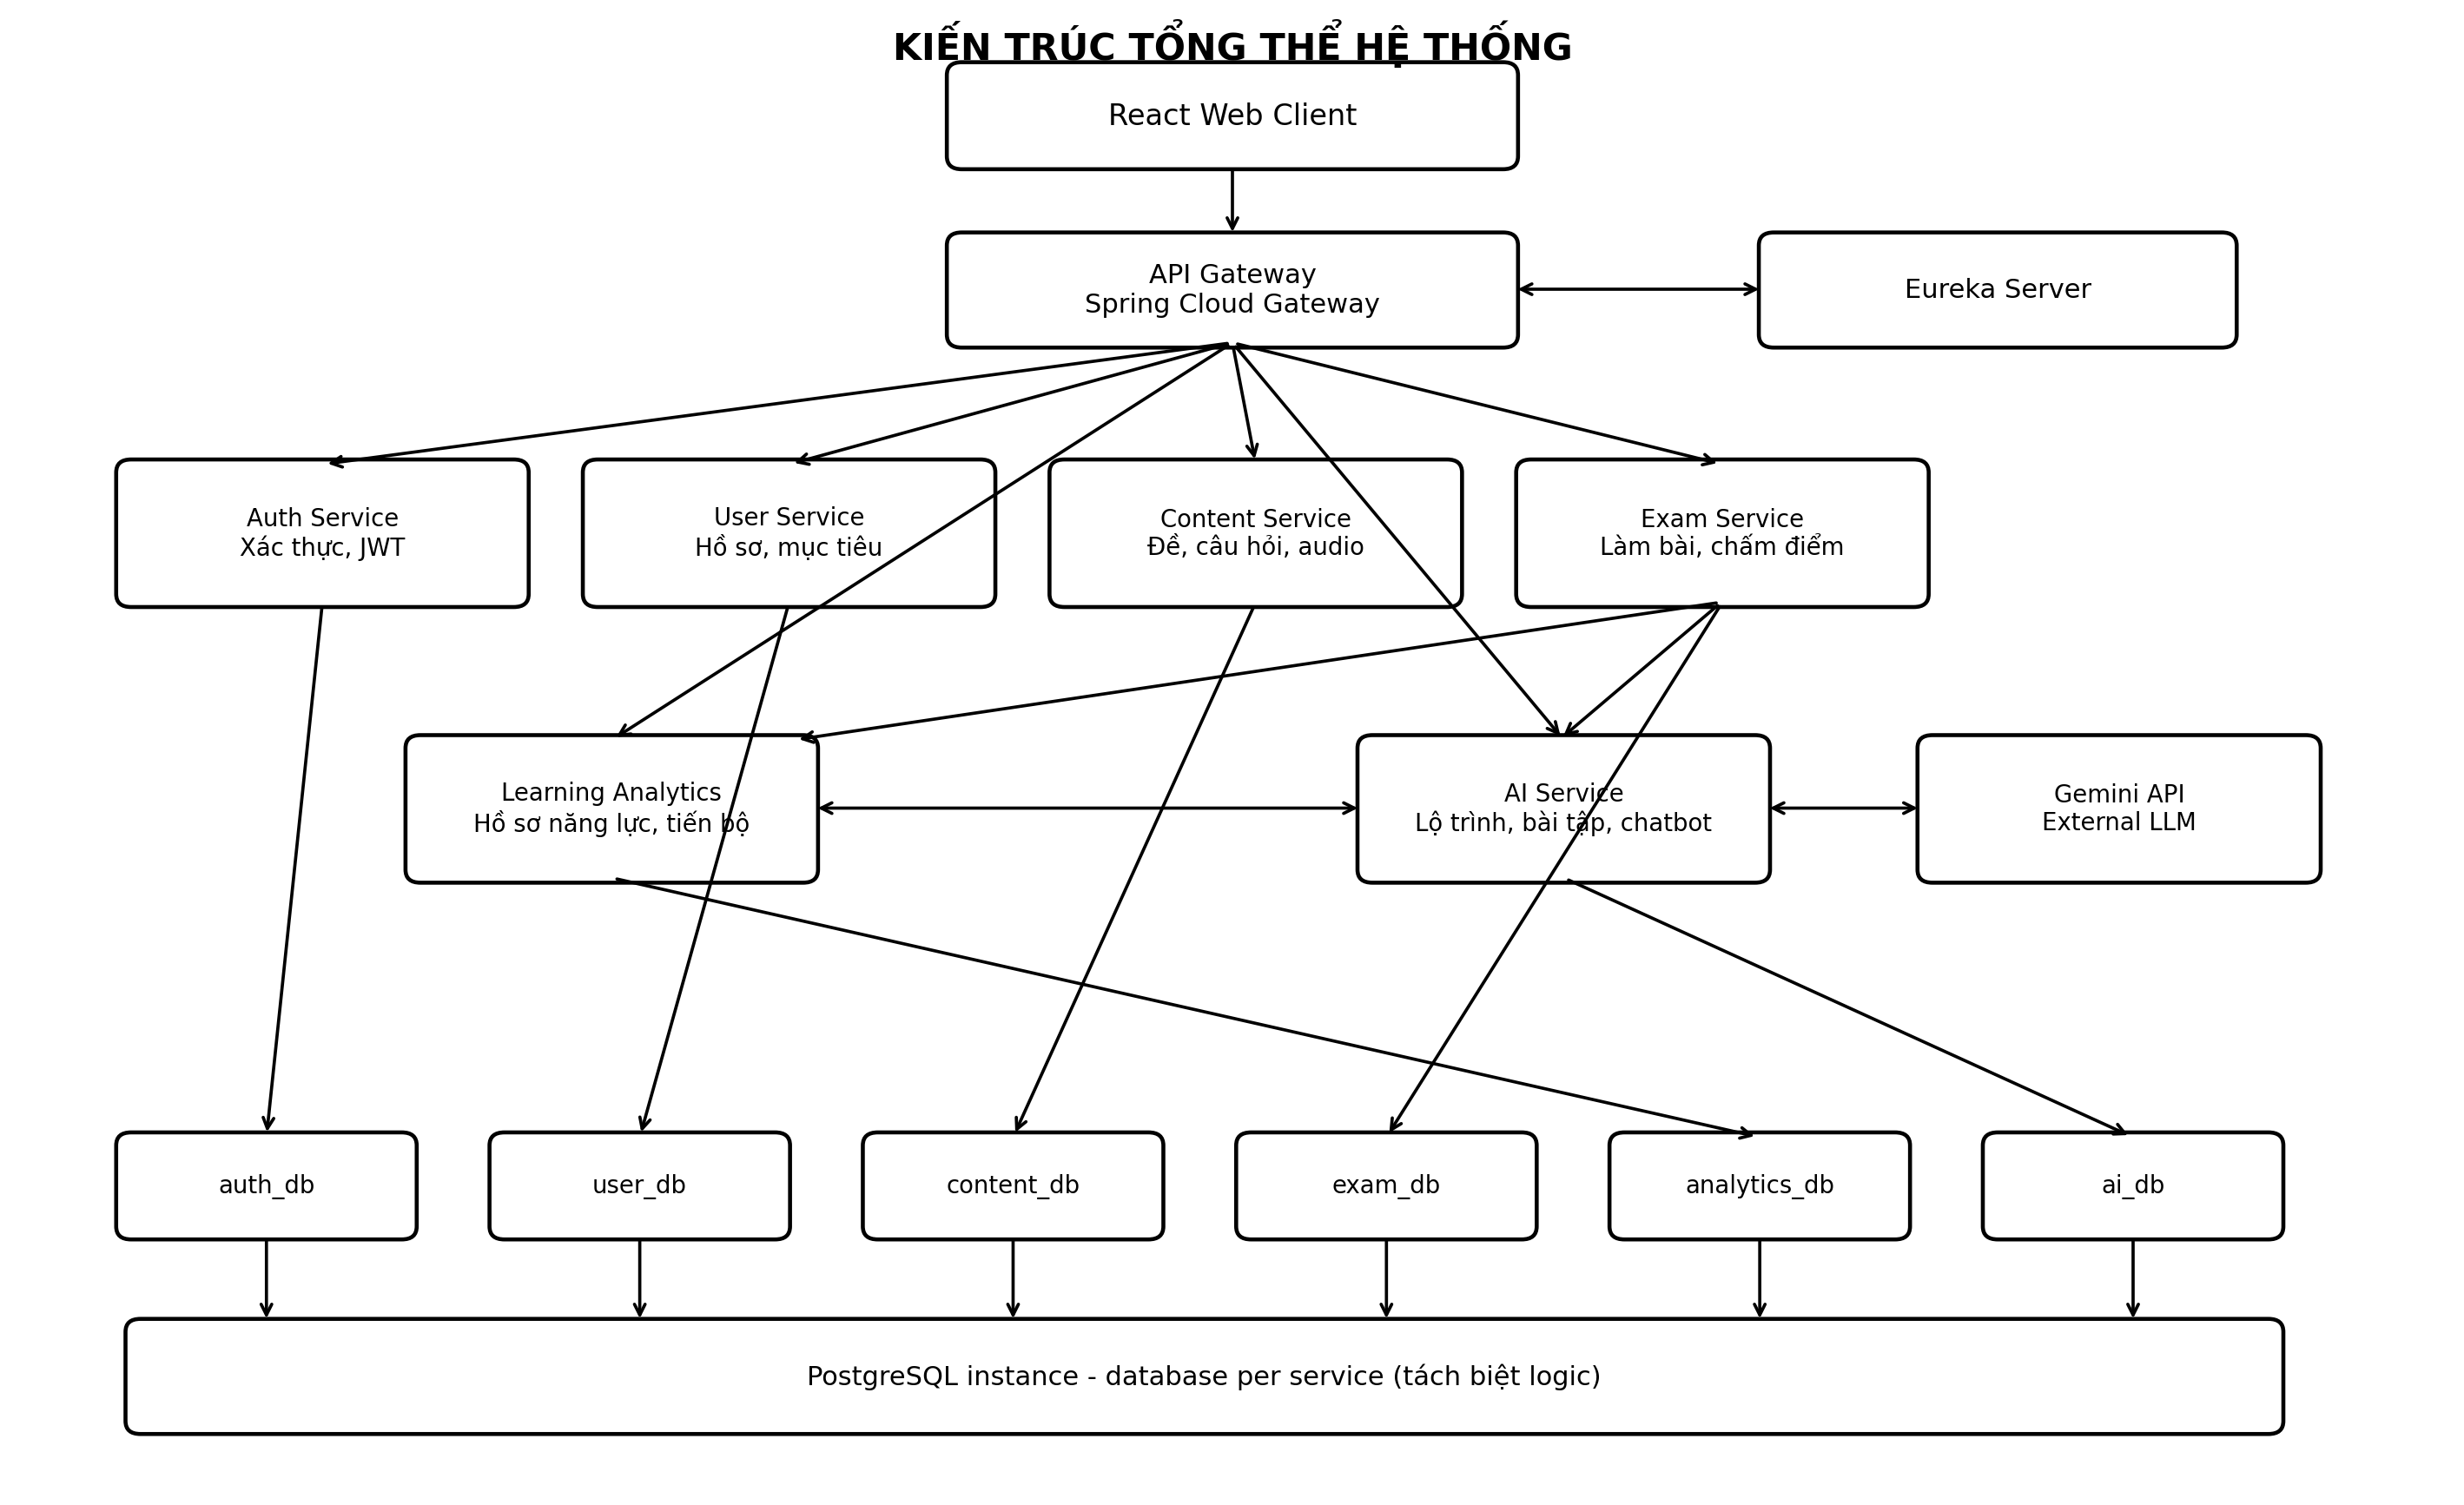 KIẾN TRÚC TỔNG THỂ HỆ THỐNG
React Web Client
API Gateway
Spring Cloud Gateway
Eureka Server
Auth Service
Xác thực, JWT
User Service
Hồ sơ, mục tiêu
Content Service
Đề, câu hỏi, audio
Exam Service
Làm bài, chấm điểm
Learning Analytics
Hồ sơ năng lực, tiến bộ
AI Service
Lộ trình, bài tập, chatbot
Gemini API
External LLM
auth_db
user_db
content_db
exam_db
analytics_db
ai_db
PostgreSQL instance - database per service (tách biệt logic)